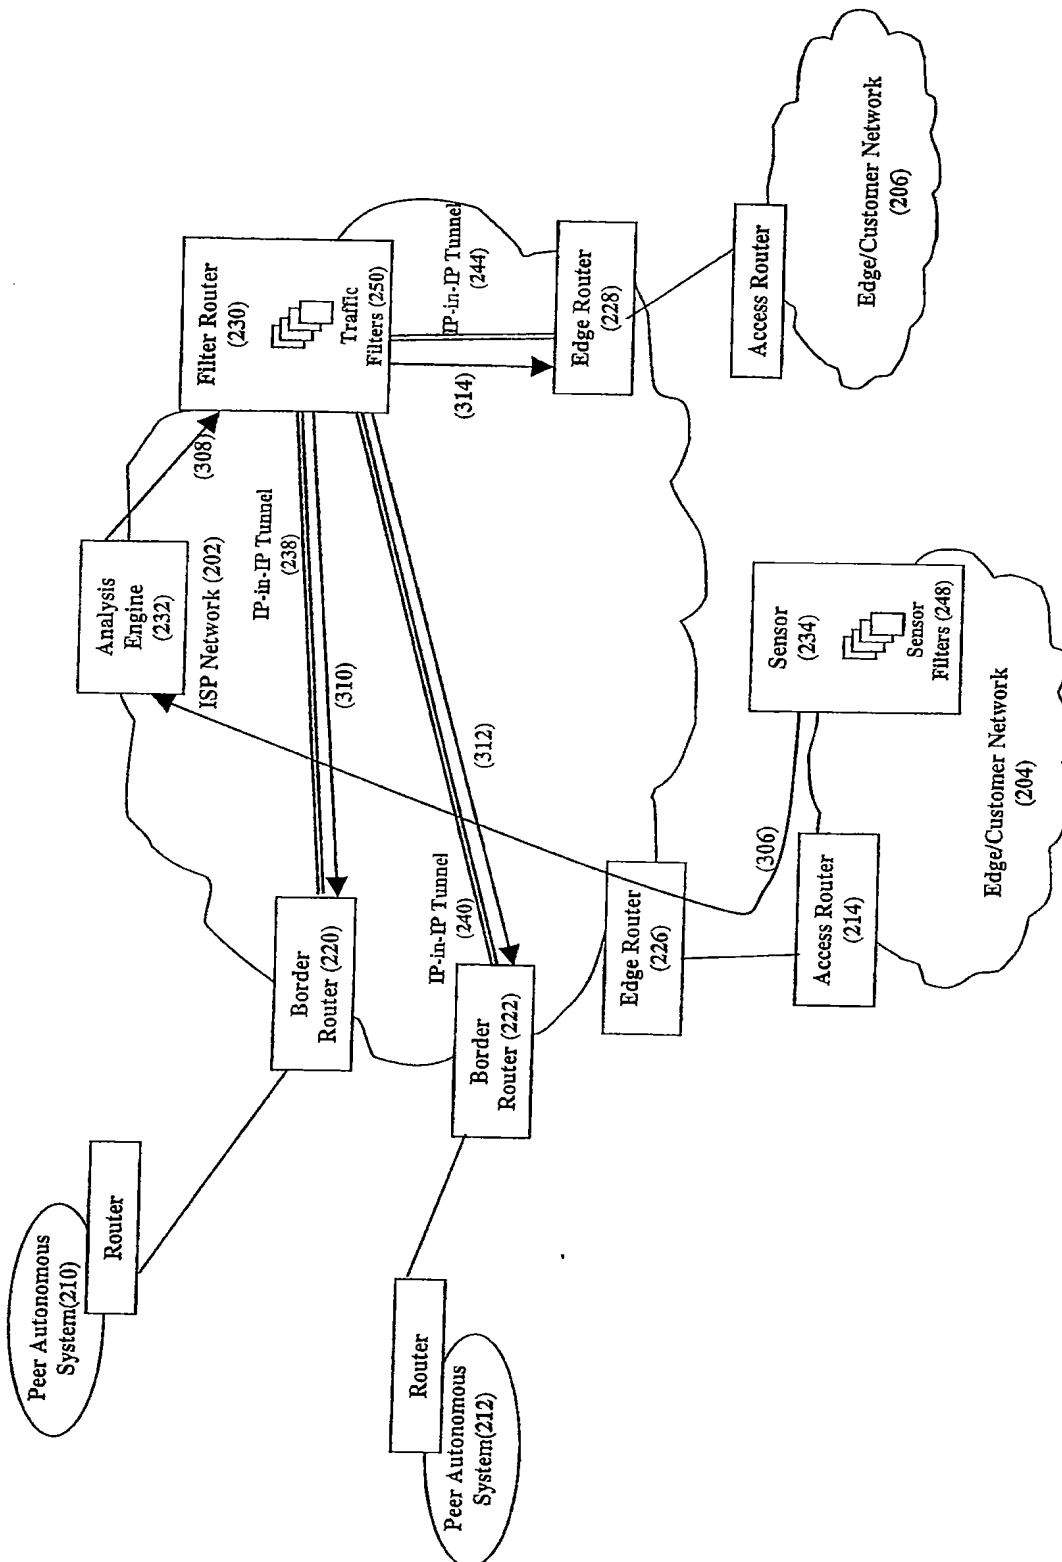 Peer Autonomous
System(210)
Router
Peer Autonomous
System(212)
Router
Border
Router (220)
Border
Router (222)
Analysis
Engine
(232)
ISP Network (202)
(308)
Filter Router
(230)
Traffic
Filters (250)
IP-in-IP Tunnel
(238)
(310)
(312)
IP-in-IP Tunnel
(240)
IP-in-IP Tunnel
(244)
(314)
Edge Router
(228)
Edge Router
(226)
(306)
Access Router
(214)
Sensor
(234)
Sensor
Filters (248)
Edge/Customer Network
(204)
Access Router
Edge/Customer Network
(206)